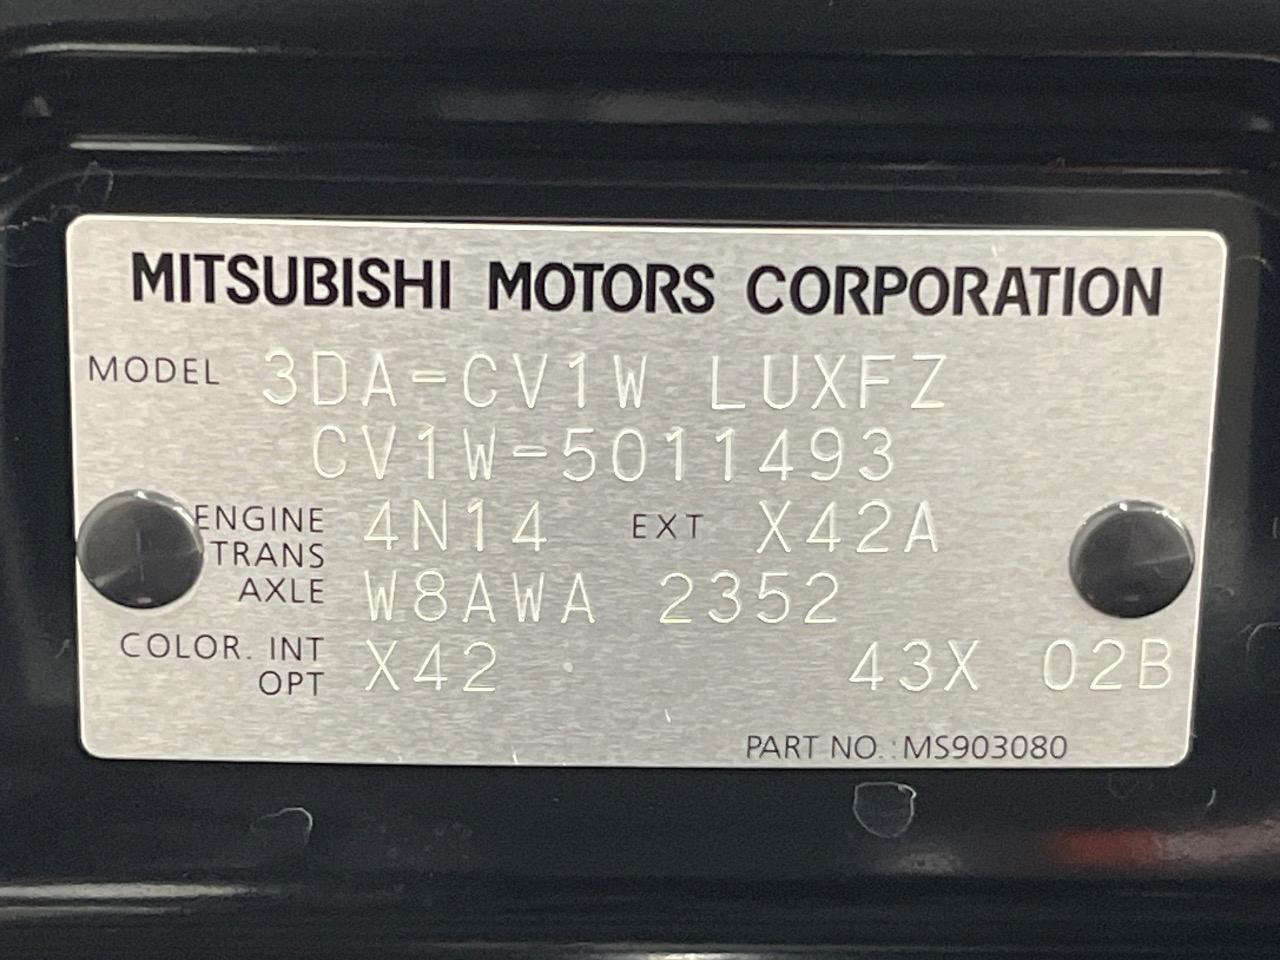 MITSUBISHI MOTORS CORPORATION
MODEL 3DA-CV1W LUXFZ
CV1W-5011493
ENGINE 4N14 EXT X42A
TRANS
AXLE W8AWA 2352
COLOR. INT X42 43X 02B
OPT
PART NO.: MS903080